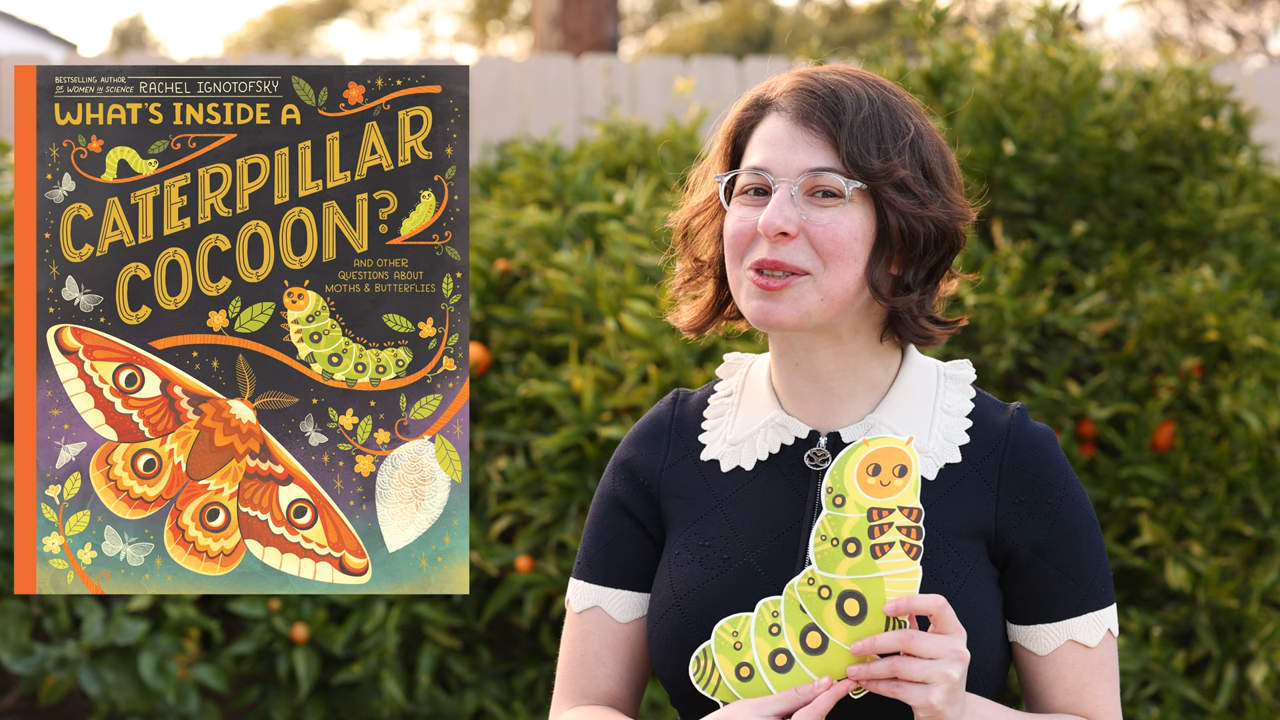 BESTSELLING AUTHOR
OF WOMEN IN SCIENCE
RACHEL IGNOTOFSKY
WHAT'S INSIDE A
CATERPILLAR
COCOON?
AND OTHER
QUESTIONS ABOUT
MOTHS & BUTTERFLIES